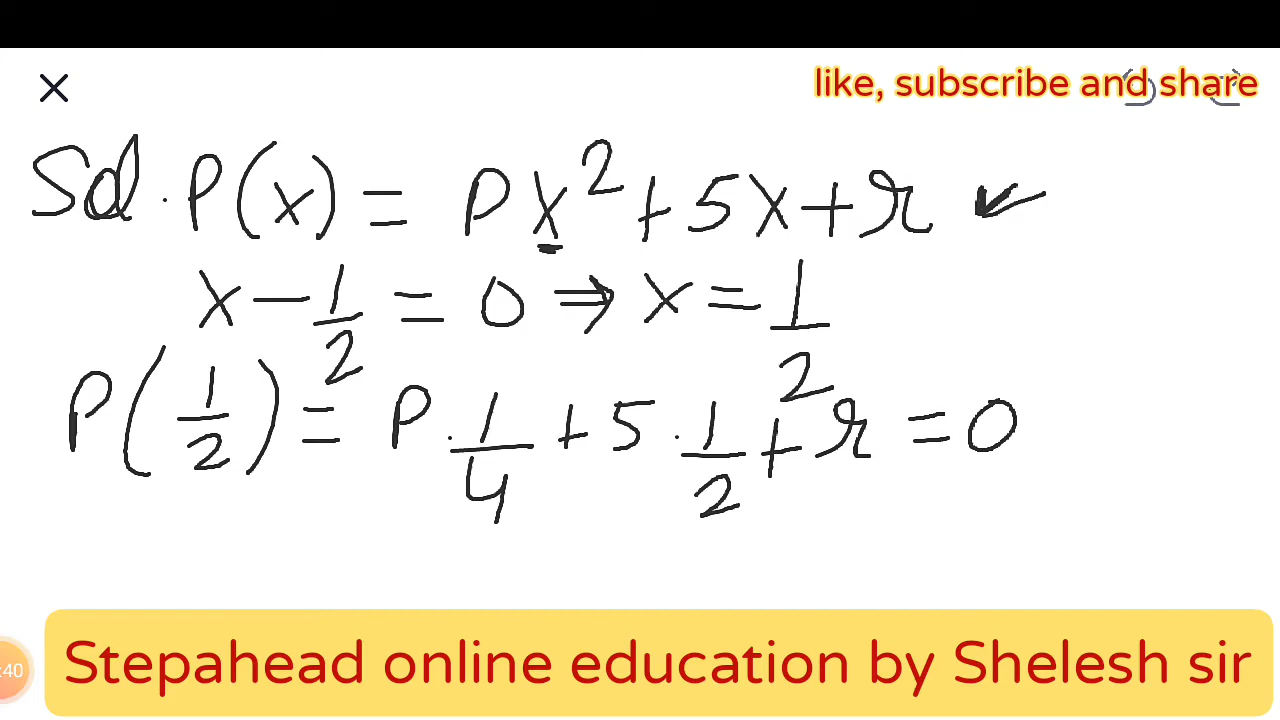 like, subscribe and share
Sol. P(x) = Px² + 5x + r
x - 1/2 = 0 ⇒ x = 1/2
P(1/2) = P · 1/4 + 5 · 1/2 + r = 0
:40
Stepahead online education by Shelesh sir